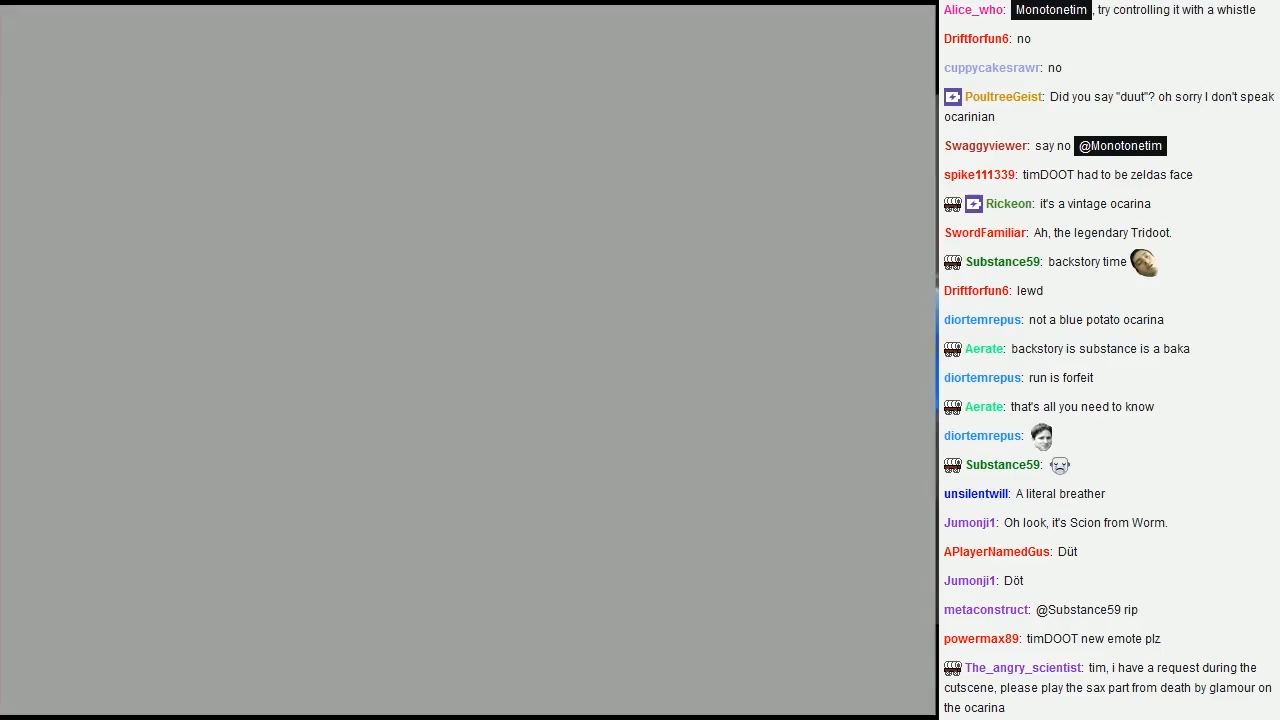 Alice_who: Monotonetim, try controlling it with a whistle
Driftforfun6: no
cuppycakesrawr: no
PoultreeGeist: Did you say "duut"? oh sorry I don't speak
ocarinian
Swaggyviewer: say no @Monotonetim
spike111339: timDOOT had to be zeldas face
Rickeon: it's a vintage ocarina
SwordFamiliar: Ah, the legendary Tridoot.
Substance59: backstory time
Driftforfun6: lewd
diortemrepus: not a blue potato ocarina
Aerate: backstory is substance is a baka
diortemrepus: run is forfeit
Aerate: that's all you need to know
diortemrepus:
Substance59:
unsilentwill: A literal breather
Jumonji1: Oh look, it's Scion from Worm.
APlayerNamedGus: Düt
Jumonji1: Döt
metaconstruct: @Substance59 rip
powermax89: timDOOT new emote plz
The_angry_scientist: tim, i have a request during the
cutscene, please play the sax part from death by glamour on
the ocarina